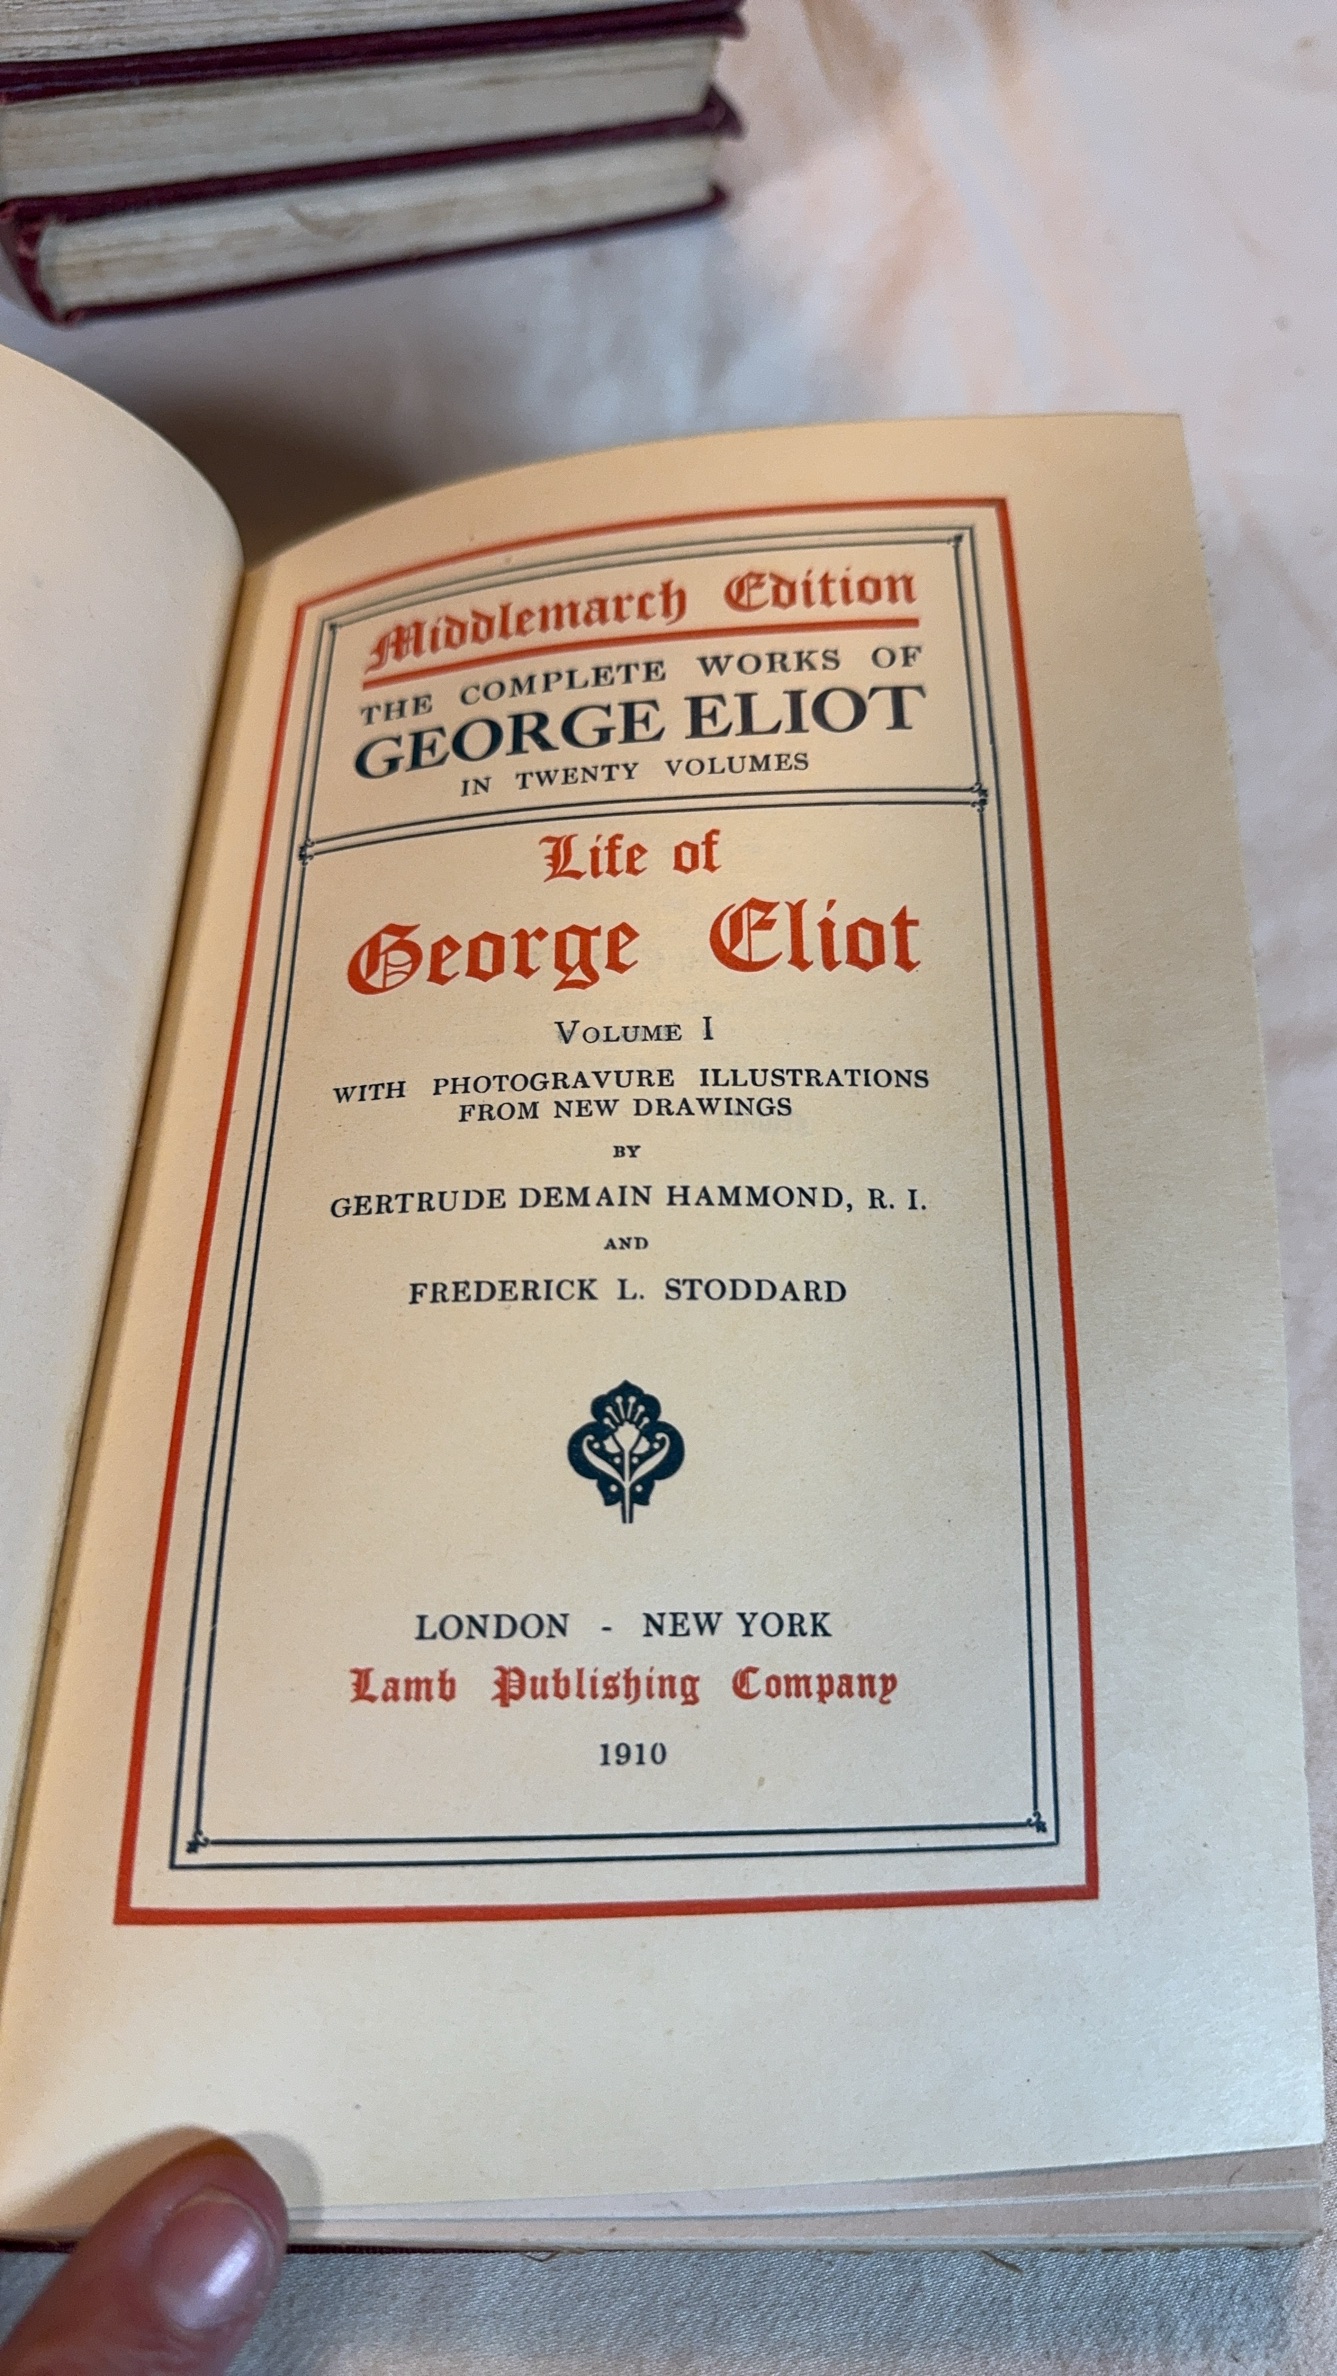 Middlemarch Edition
THE COMPLETE WORKS OF
GEORGE ELIOT
IN TWENTY VOLUMES
Life of
George Eliot
VOLUME I
WITH PHOTOGRAVURE ILLUSTRATIONS
FROM NEW DRAWINGS
BY
GERTRUDE DEMAIN HAMMOND, R. I.
AND
FREDERICK L. STODDARD
LONDON - NEW YORK
Lamb Publishing Company
1910